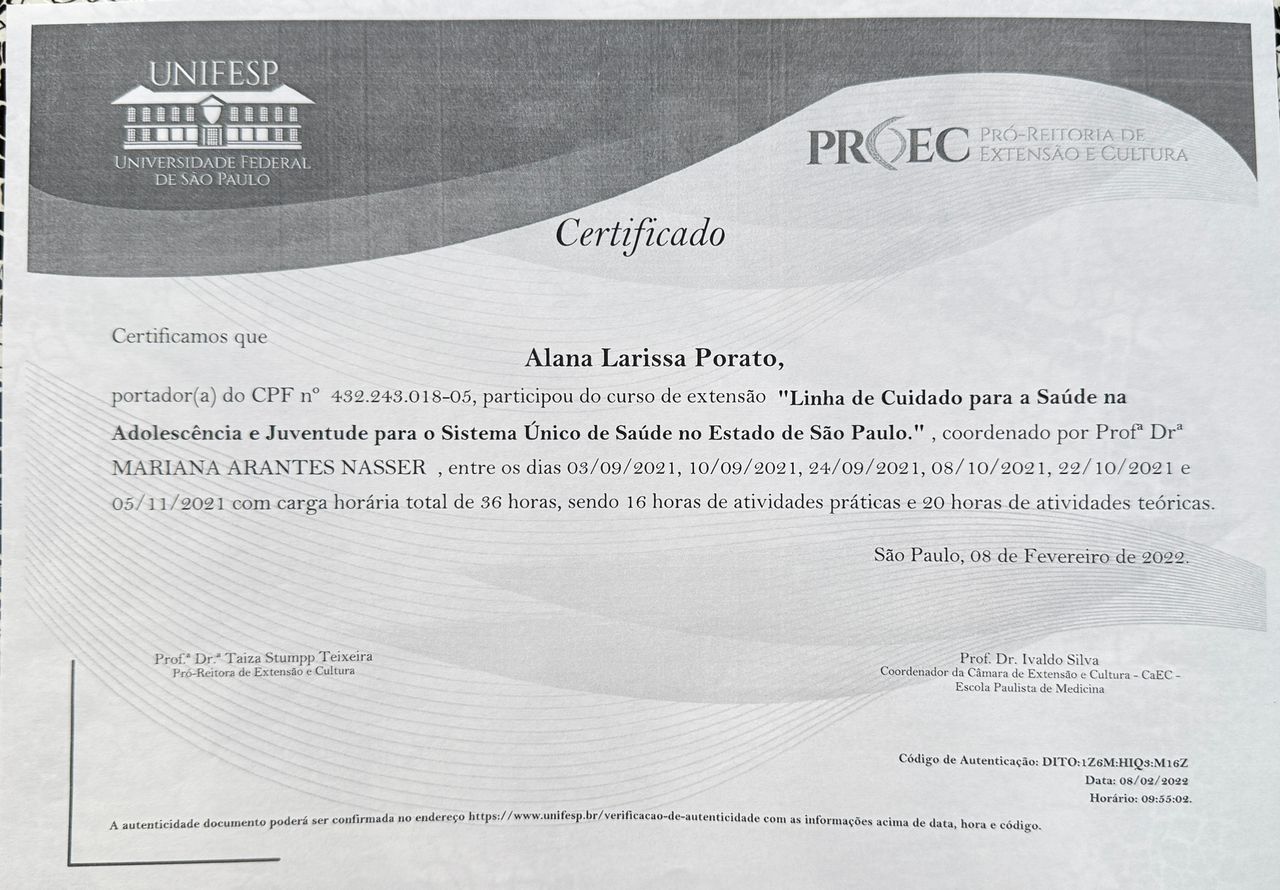 UNIFESP
UNIVERSIDADE FEDERAL
DE SÃO PAULO
PROEC PRÓ-REITORIA DE
EXTENSÃO E CULTURA
Certificado
Certificamos que
Alana Larissa Porato,
portador(a) do CPF nº 432.243.018-05, participou do curso de extensão "Linha de Cuidado para a Saúde na
Adolescência e Juventude para o Sistema Único de Saúde no Estado de São Paulo." , coordenado por Profª Drª
MARIANA ARANTES NASSER , entre os dias 03/09/2021, 10/09/2021, 24/09/2021, 08/10/2021, 22/10/2021 e
05/11/2021 com carga horária total de 36 horas, sendo 16 horas de atividades práticas e 20 horas de atividades teóricas.
São Paulo, 08 de Fevereiro de 2022.
Prof.ª Dr.ª Taiza Stumpp Teixeira
Pró-Reitora de Extensão e Cultura
Prof. Dr. Ivaldo Silva
Coordenador da Câmara de Extensão e Cultura - CaEC -
Escola Paulista de Medicina
Código de Autenticação: DITO:1Z6M:HIQ3:M16Z
Data: 08/02/2022
Horário: 09:55:02.
A autenticidade documento poderá ser confirmada no endereço https://www.unifesp.br/verificacao-de-autenticidade com as informações acima de data, hora e código.